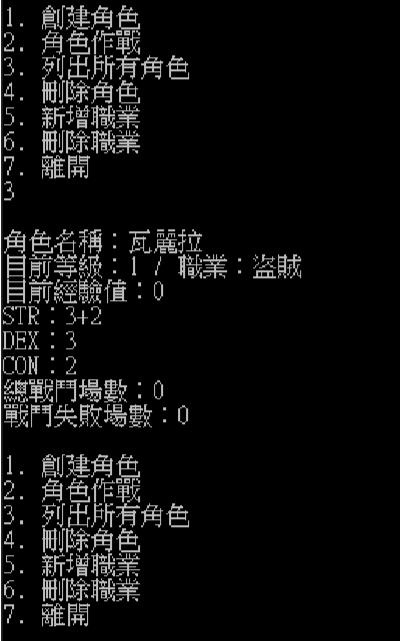 1. 創建角色
2. 角色作戰
3. 列出所有角色
4. 刪除角色
5. 新增職業
6. 刪除職業
7. 離開
3
角色名稱：瓦麗拉
目前等級：1 / 職業：盜賊
目前經驗值：0
STR：3+2
DEX：3
CON：2
總戰鬥場數：0
戰鬥失敗場數：0
1. 創建角色
2. 角色作戰
3. 列出所有角色
4. 刪除角色
5. 新增職業
6. 刪除職業
7. 離開